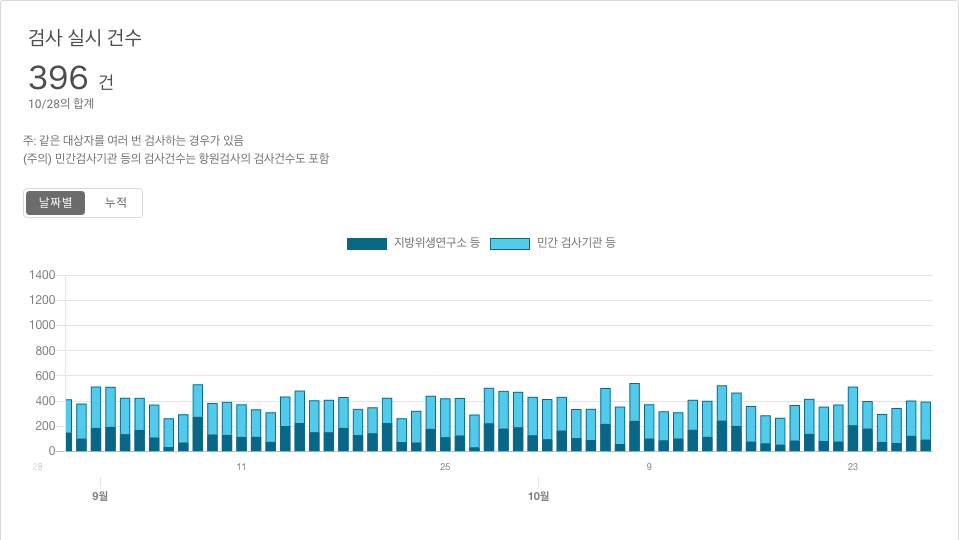 검사 실시 건수
396 건
10/28의 합계
주: 같은 대상자를 여러 번 검사하는 경우가 있음
(주의) 민간검사기관 등의 검사건수는 항원검사의 검사건수도 포함
날짜별 누적
지방위생연구소 등 민간 검사기관 등
1400
1200
1000
800
600
400
200
0
28 11 25 9 23
9월 10월